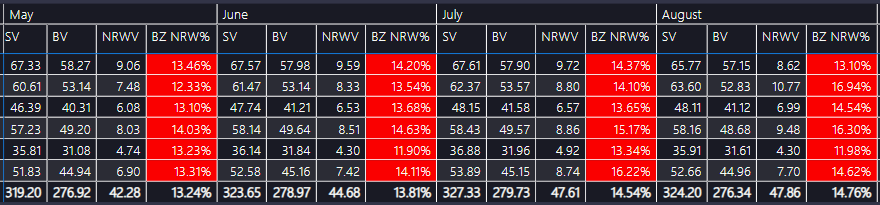 May June July August
SV BV NRWV BZ NRW% SV BV NRWV BZ NRW% SV BV NRWV BZ NRW% SV BV NRWV BZ NRW%
67.33 58.27 9.06 13.46% 67.57 57.98 9.59 14.20% 67.61 57.90 9.72 14.37% 65.77 57.15 8.62 13.10%
60.61 53.14 7.48 12.33% 61.47 53.14 8.33 13.54% 62.37 53.57 8.80 14.10% 63.60 52.83 10.77 16.94%
46.39 40.31 6.08 13.10% 47.74 41.21 6.53 13.68% 48.15 41.58 6.57 13.65% 48.11 41.12 6.99 14.54%
57.23 49.20 8.03 14.03% 58.14 49.64 8.51 14.63% 58.43 49.57 8.86 15.17% 58.16 48.68 9.48 16.30%
35.81 31.08 4.74 13.23% 36.14 31.84 4.30 11.90% 36.88 31.96 4.92 13.34% 35.91 31.61 4.30 11.98%
51.83 44.94 6.90 13.31% 52.58 45.16 7.42 14.11% 53.89 45.15 8.74 16.22% 52.66 44.96 7.70 14.62%
319.20 276.92 42.28 13.24% 323.65 278.97 44.68 13.81% 327.33 279.73 47.61 14.54% 324.20 276.34 47.86 14.76%